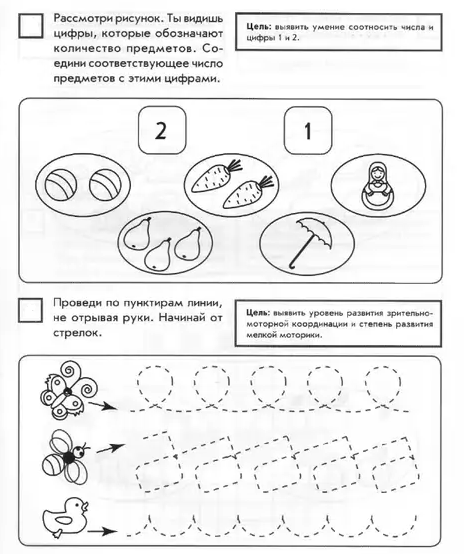 Рассмотри рисунок. Ты видишь
цифры, которые обозначают
количество предметов. Со-
едини соответствующее число
предметов с этими цифрами.
Цель: выявить умение соотносить числа и
цифры 1 и 2.
2 1
Проведи по пунктирам линии,
не отрывая руки. Начинай от
стрелок.
Цель: выявить уровень развития зрительно-
моторной координации и степень развития
мелкой моторики.